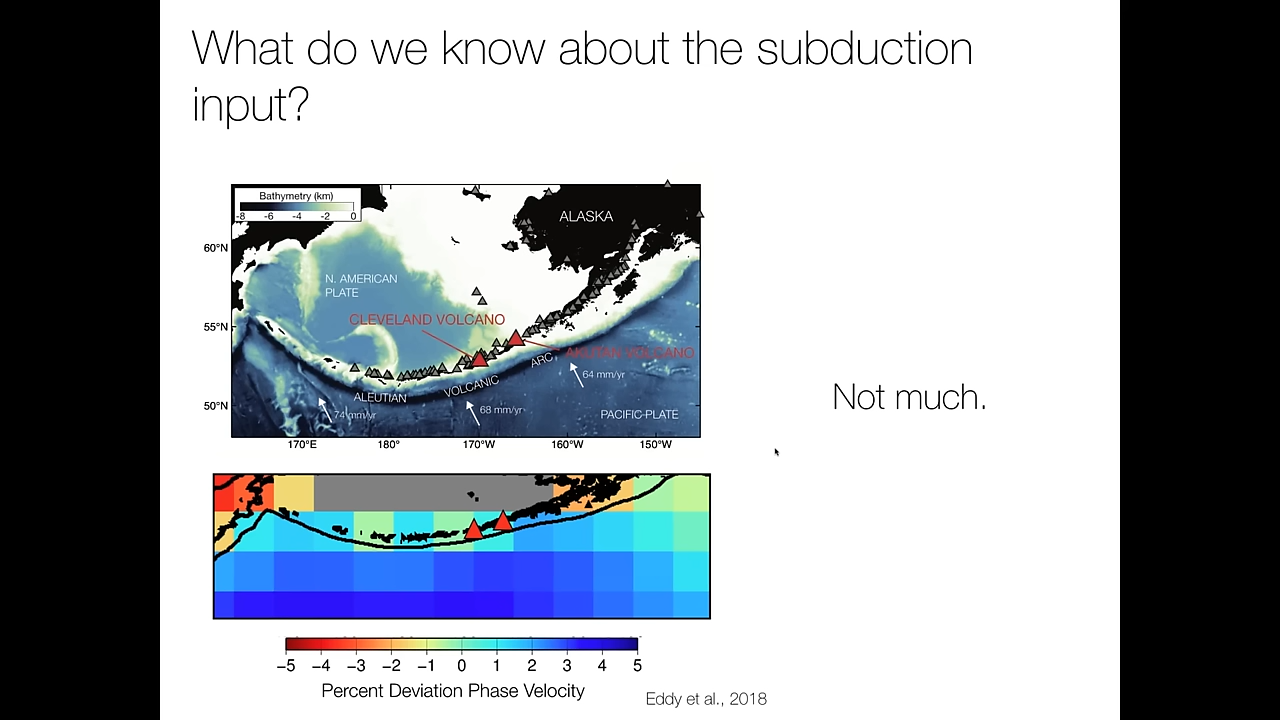 What do we know about the subduction
input?
Bathymetry (km)
-8 -6 -4 -2 0
ALASKA
60°N
N. AMERICAN
PLATE
CLEVELAND VOLCANO
55°N
AKUTAN VOLCANO
ARC
64 mm/yr
VOLCANIC
ALEUTIAN
50°N
74 mm/yr
68 mm/yr
PACIFIC PLATE
170°E 180° 170°W 160°W 150°W
Not much.
−5 −4 −3 −2 −1 0 1 2 3 4 5
Percent Deviation Phase Velocity
Eddy et al., 2018